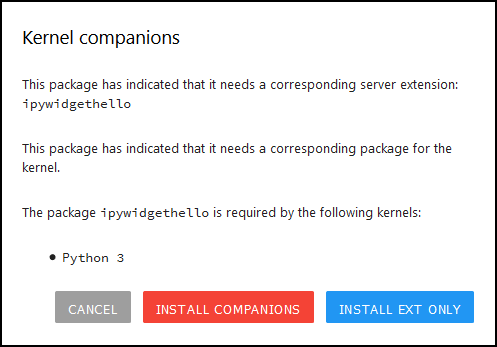 Kernel companions
This package has indicated that it needs a corresponding server extension:
ipywidgethello
This package has indicated that it needs a corresponding package for the
kernel.
The package ipywidgethello is required by the following kernels:
• Python 3
CANCEL
INSTALL COMPANIONS
INSTALL EXT ONLY